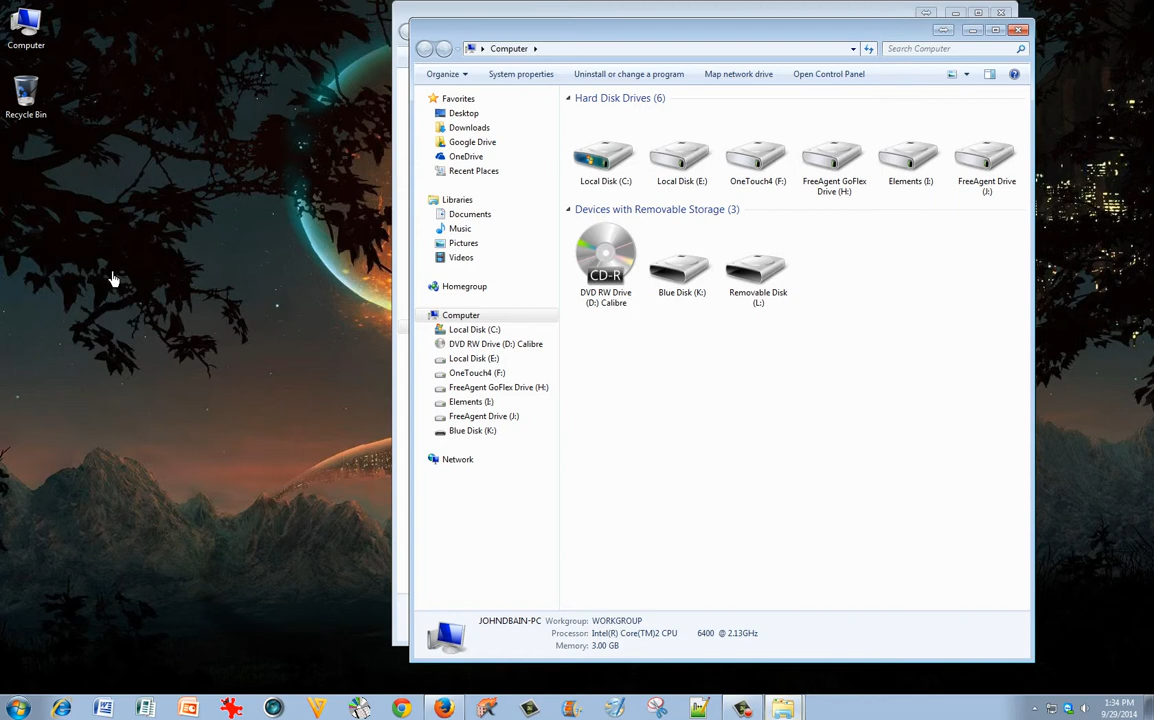 Computer
Recycle Bin
Computer
Search Computer
Organize
System properties
Uninstall or change a program
Map network drive
Open Control Panel
Favorites
Desktop
Downloads
Google Drive
OneDrive
Recent Places
Libraries
Documents
Music
Pictures
Videos
Homegroup
Computer
Local Disk (C:)
DVD RW Drive (D:) Calibre
Local Disk (E:)
OneTouch4 (F:)
FreeAgent GoFlex Drive (H:)
Elements (I:)
FreeAgent Drive (J:)
Blue Disk (K:)
Network
Hard Disk Drives (6)
Local Disk (C:)
Local Disk (E:)
OneTouch4 (F:)
FreeAgent GoFlex
Drive (H:)
Elements (I:)
FreeAgent Drive
(J:)
Devices with Removable Storage (3)
CD-R
DVD RW Drive
(D:) Calibre
Blue Disk (K:)
Removable Disk
(L:)
JOHNDBAIN-PC Workgroup: WORKGROUP
Processor: Intel(R) Core(TM)2 CPU 6400 @ 2.13GHz
Memory: 3.00 GB
1:34 PM
9/29/2014